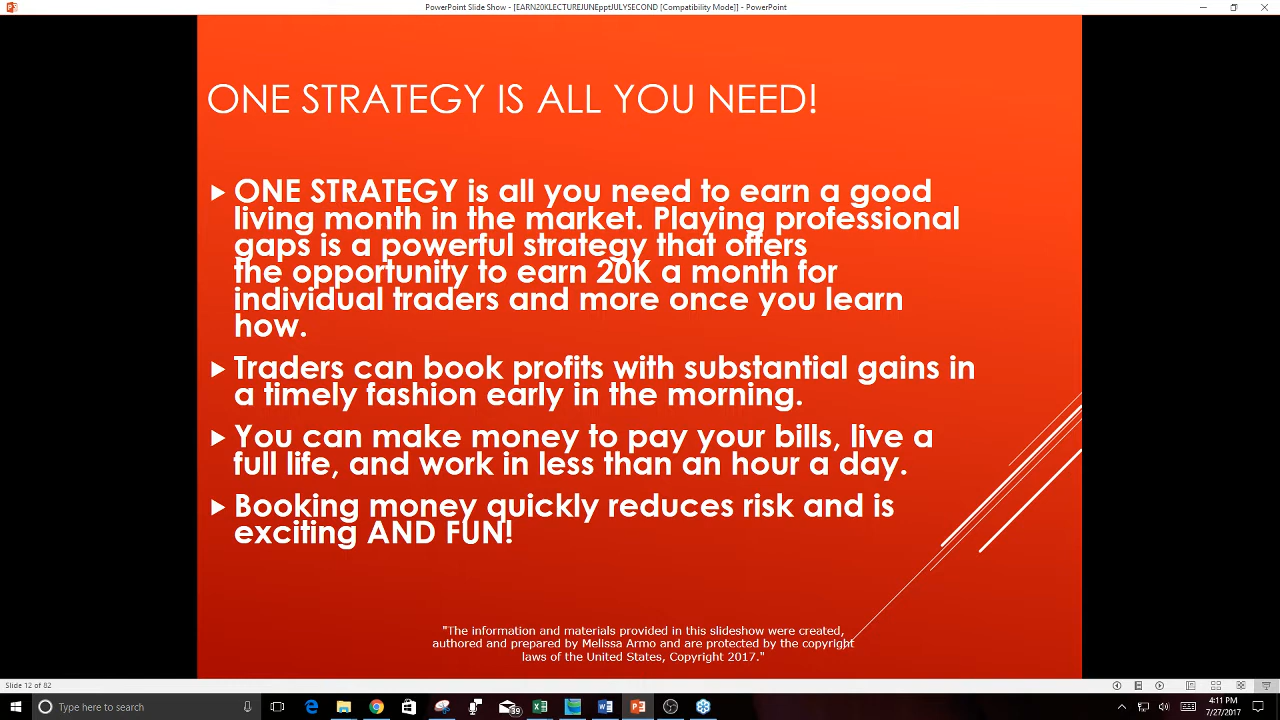 PowerPoint Slide Show - [EARN20KLECTUREJUNEpptJULYSECOND [Compatibility Mode]] - PowerPoint
ONE STRATEGY IS ALL YOU NEED!
ONE STRATEGY is all you need to earn a good
living month in the market. Playing professional
gaps is a powerful strategy that offers
the opportunity to earn 20K a month for
individual traders and more once you learn
how.
Traders can book profits with substantial gains in
a timely fashion early in the morning.
You can make money to pay your bills, live a
full life, and work in less than an hour a day.
Booking money quickly reduces risk and is
exciting AND FUN!
"The information and materials provided in this slideshow were created,
authored and prepared by Melissa Armo and are protected by the copyright
laws of the United States, Copyright 2017."
Slide 12 of 82
Type here to search
39
4:11 PM
7/27/2017